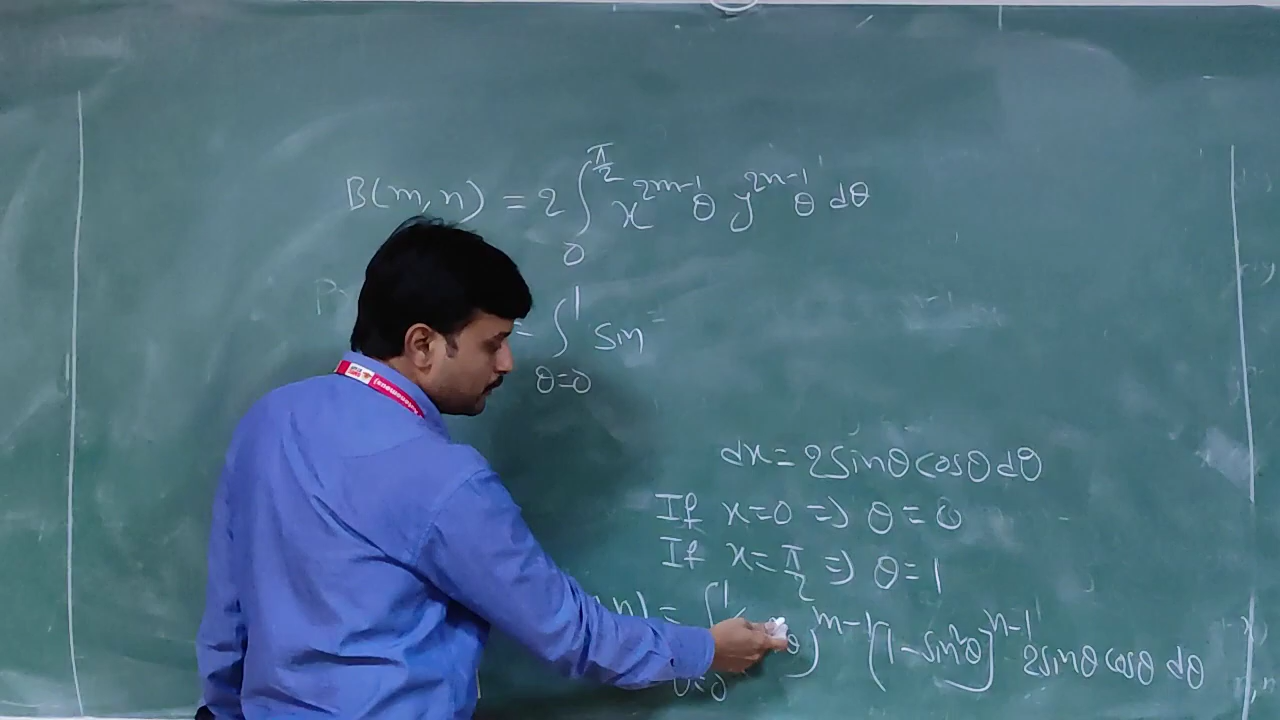 B(m,n) = 2 ∫₀^{π/2} x^{2m-1}θ y^{2n-1}θ dθ
= ∫_{θ=0}^{1} sin
dx = 2sinθ cosθ dθ
If x=0 => θ = 0
If x = π/2 => θ = 1
n) = ∫^{1} θ)^{m-1} (1-sin²θ)^{n-1} 2sinθ cosθ dθ